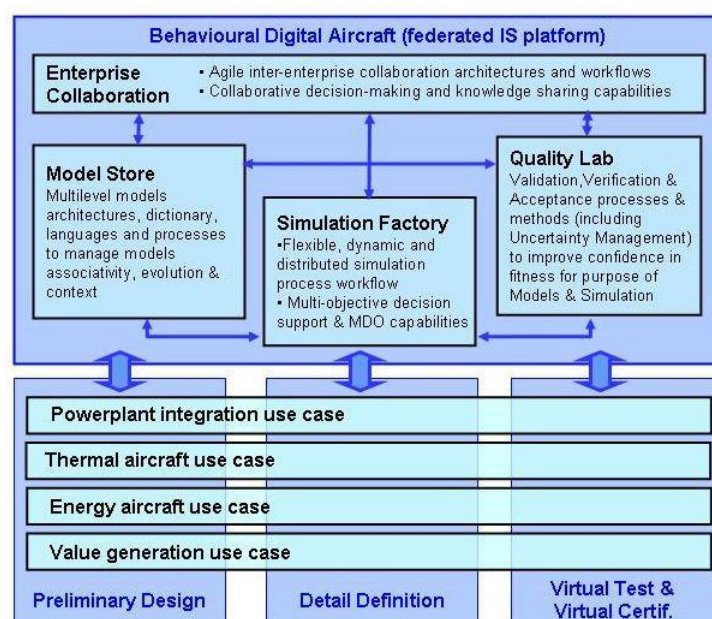 Behavioural Digital Aircraft (federated IS platform)
Enterprise
Collaboration
• Agile inter-enterprise collaboration architectures and workflows
• Collaborative decision-making and knowledge sharing capabilities
Model Store
Multilevel models
architectures, dictionary,
languages and processes
to manage models
associativity, evolution &
context
Simulation Factory
•Flexible, dynamic and
distributed simulation
process workflow
• Multi-objective decision
support & MDO capabilities
Quality Lab
Validation,Verification &
Acceptance processes &
methods (including
Uncertainty Management)
to improve confidence in
fitness for purpose of
Models & Simulation
Powerplant integration use case
Thermal aircraft use case
Energy aircraft use case
Value generation use case
Preliminary Design
Detail Definition
Virtual Test &
Virtual Certif.